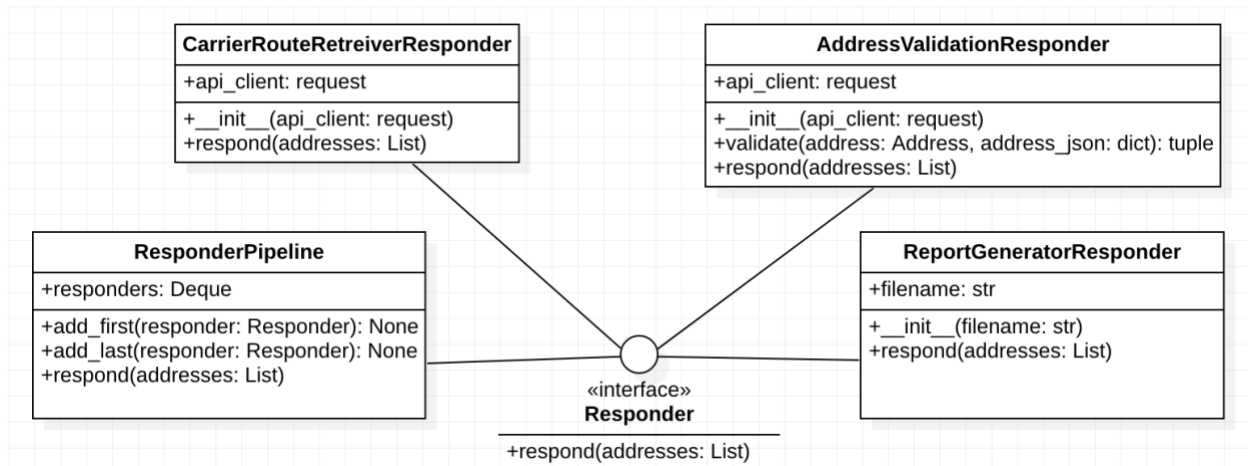 CarrierRouteRetreiverResponder
+api_client: request
+__init__(api_client: request)
+respond(addresses: List)
AddressValidationResponder
+api_client: request
+__init__(api_client: request)
+validate(address: Address, address_json: dict): tuple
+respond(addresses: List)
ResponderPipeline
+responders: Deque
+add_first(responder: Responder): None
+add_last(responder: Responder): None
+respond(addresses: List)
ReportGeneratorResponder
+filename: str
+__init__(filename: str)
+respond(addresses: List)
«interface»
Responder
+respond(addresses: List)